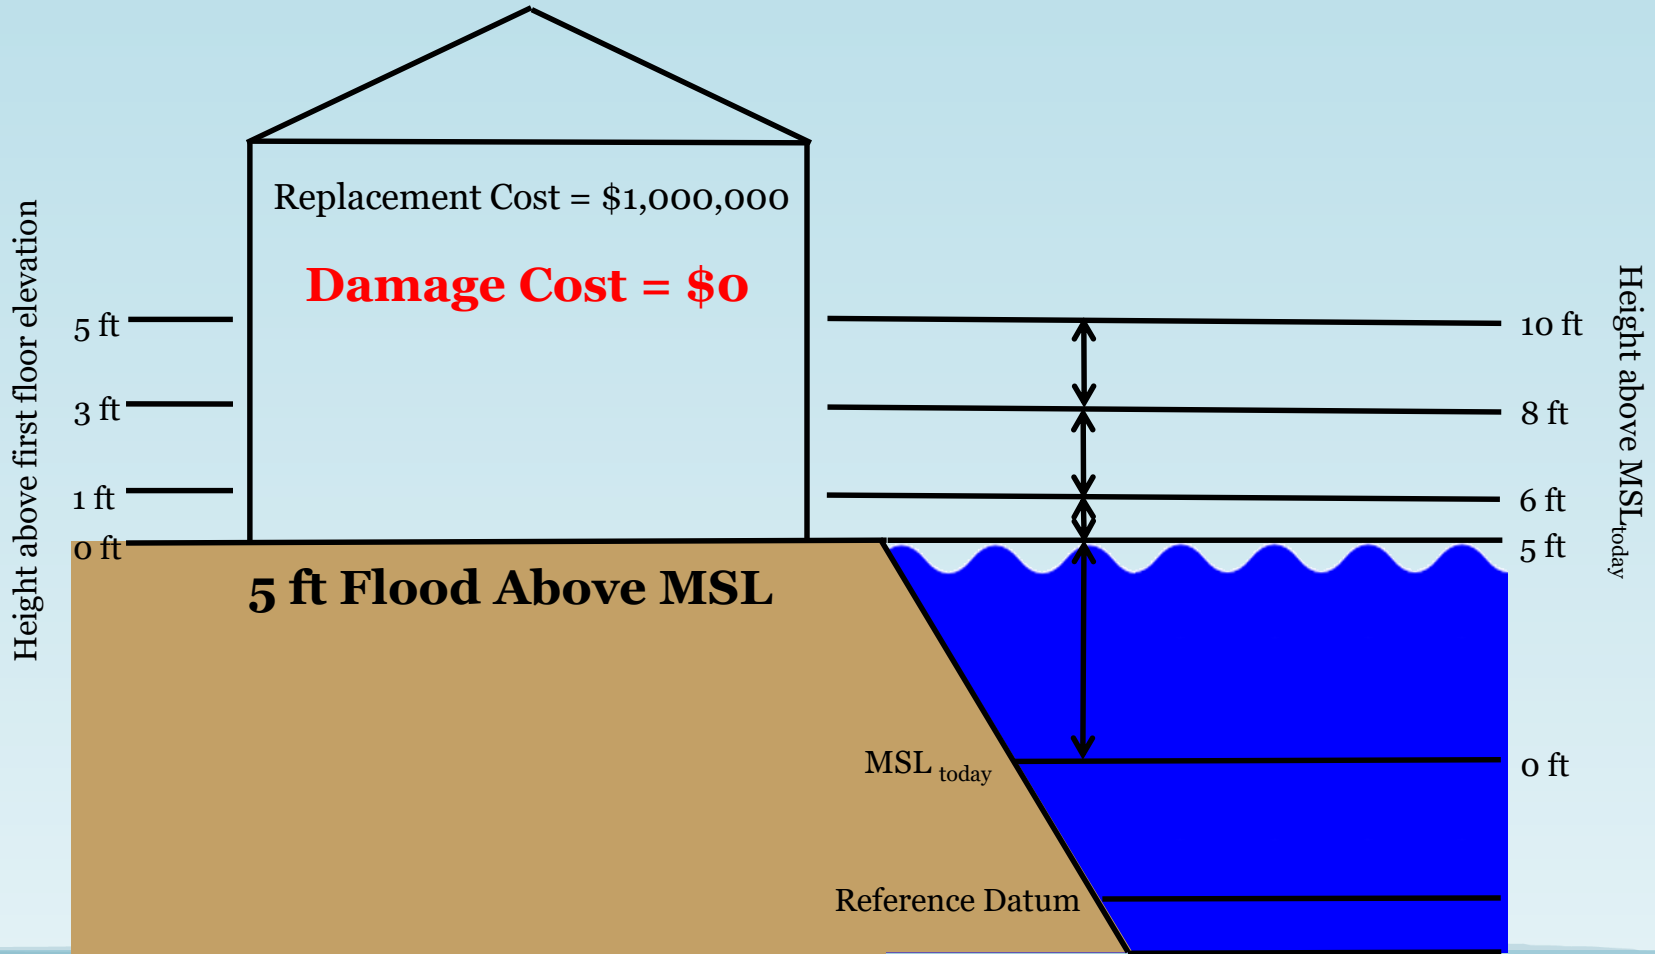 Replacement Cost = $1,000,000
Damage Cost = $0
Height above first floor elevation
5 ft
3 ft
1 ft
0 ft
10 ft
8 ft
6 ft
5 ft
0 ft
Height above MSL today
5 ft Flood Above MSL
MSL today
Reference Datum